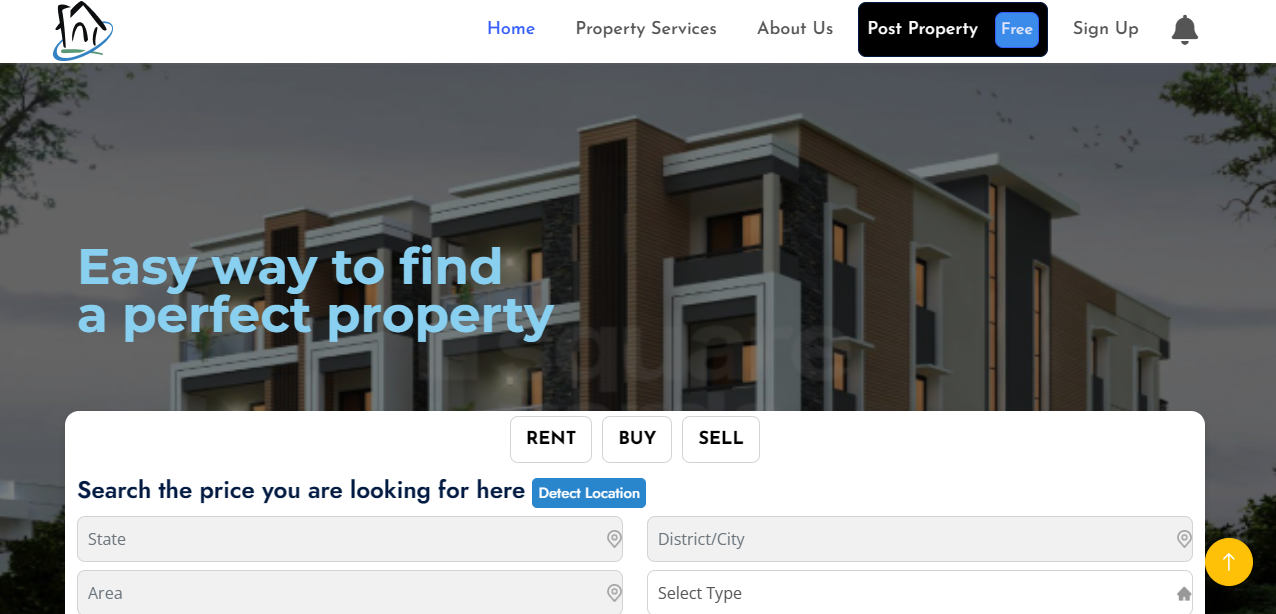 Home
Property Services
About Us
Post Property Free
Sign Up
Easy way to find
a perfect property
Square
RENT
BUY
SELL
Search the price you are looking for here
Detect Location
State
District/City
Area
Select Type